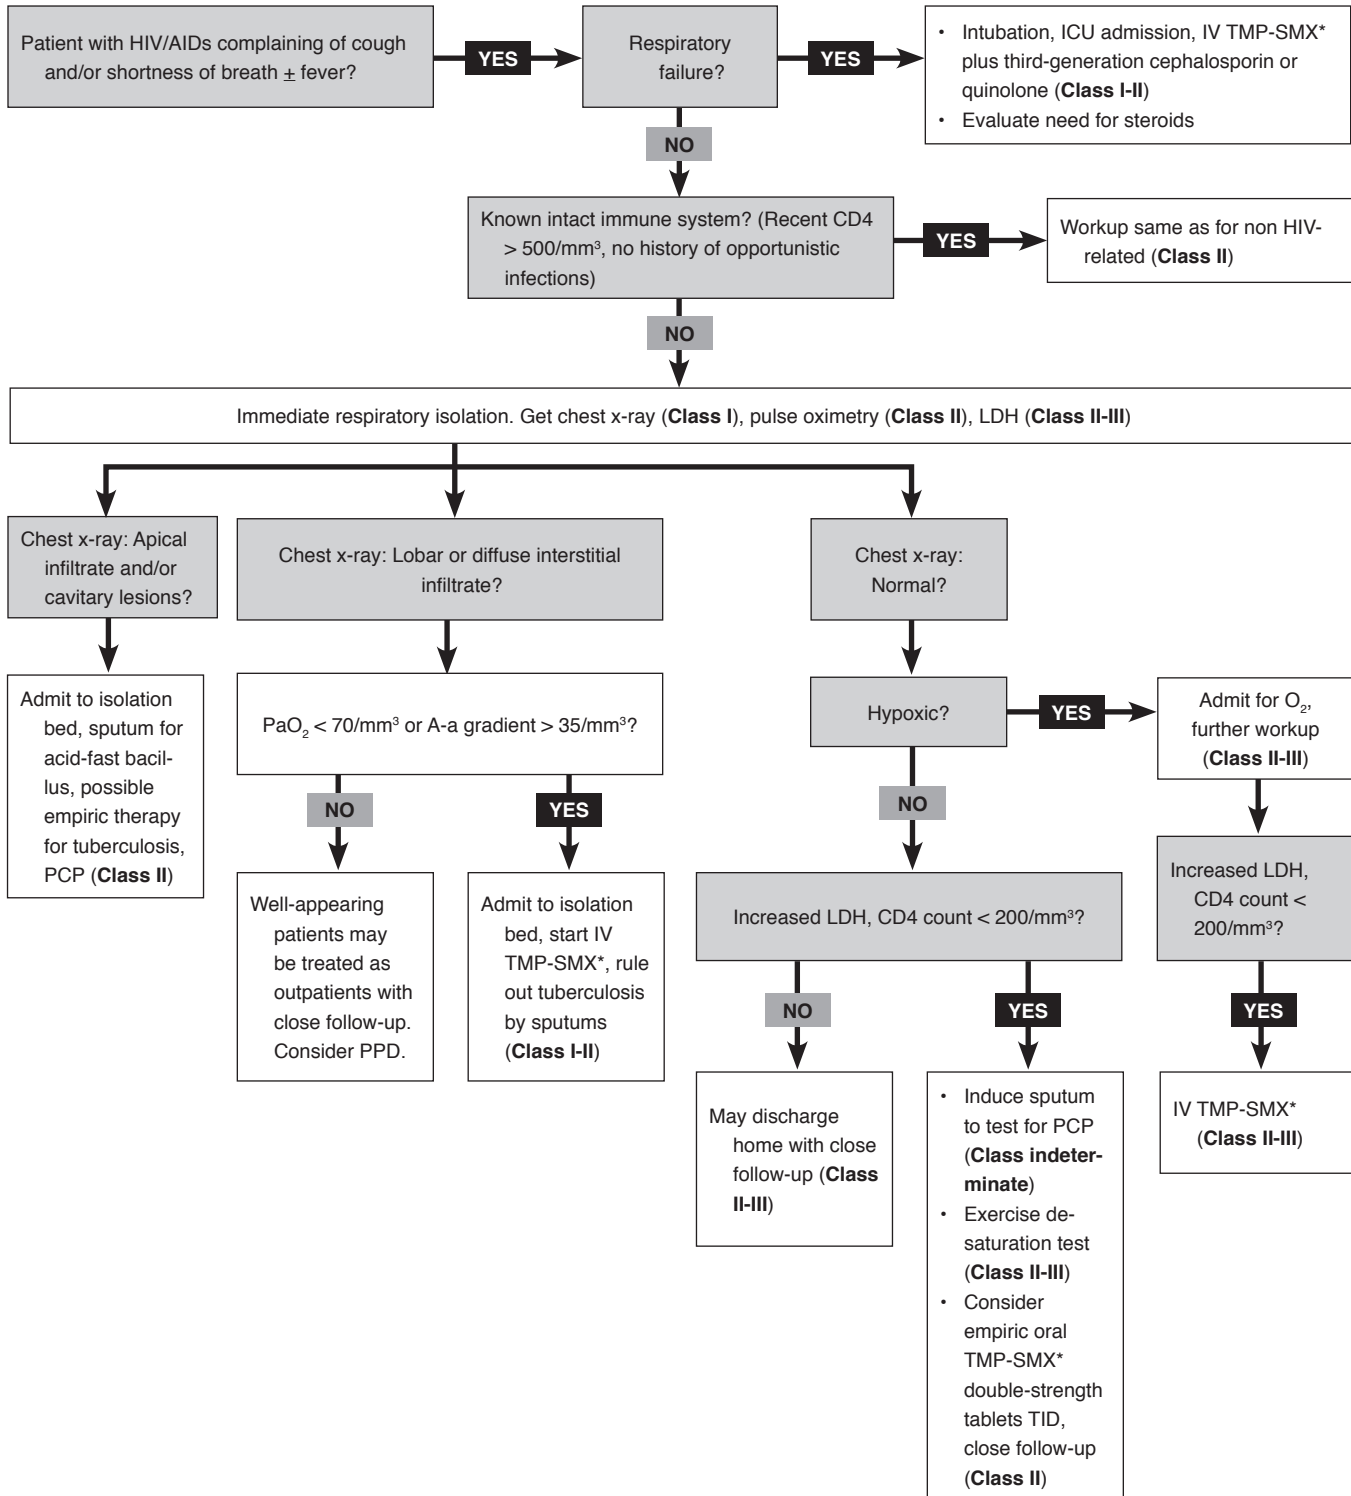 Patient with HIV/AIDs complaining of cough
and/or shortness of breath ± fever?
YES
Respiratory
failure?
YES
• Intubation, ICU admission, IV TMP-SMX*
plus third-generation cephalosporin or
quinolone (Class I-II)
• Evaluate need for steroids
NO
Known intact immune system? (Recent CD4
> 500/mm³, no history of opportunistic
infections)
YES
Workup same as for non HIV-
related (Class II)
NO
Immediate respiratory isolation. Get chest x-ray (Class I), pulse oximetry (Class II), LDH (Class II-III)
Chest x-ray: Apical
infiltrate and/or
cavitary lesions?
Chest x-ray: Lobar or diffuse interstitial
infiltrate?
Chest x-ray:
Normal?
Admit to isolation
bed, sputum for
acid-fast bacil-
lus, possible
empiric therapy
for tuberculosis,
PCP (Class II)
PaO₂ < 70/mm³ or A-a gradient > 35/mm³?
Hypoxic?
YES
Admit for O₂,
further workup
(Class II-III)
NO
YES
NO
Well-appearing
patients may
be treated as
outpatients with
close follow-up.
Consider PPD.
Admit to isolation
bed, start IV
TMP-SMX*, rule
out tuberculosis
by sputums
(Class I-II)
Increased LDH, CD4 count < 200/mm³?
Increased LDH,
CD4 count <
200/mm³?
NO
YES
YES
May discharge
home with close
follow-up (Class
II-III)
• Induce sputum
to test for PCP
(Class indeter-
minate)
• Exercise de-
saturation test
(Class II-III)
• Consider
empiric oral
TMP-SMX*
double-strength
tablets TID,
close follow-up
(Class II)
IV TMP-SMX*
(Class II-III)